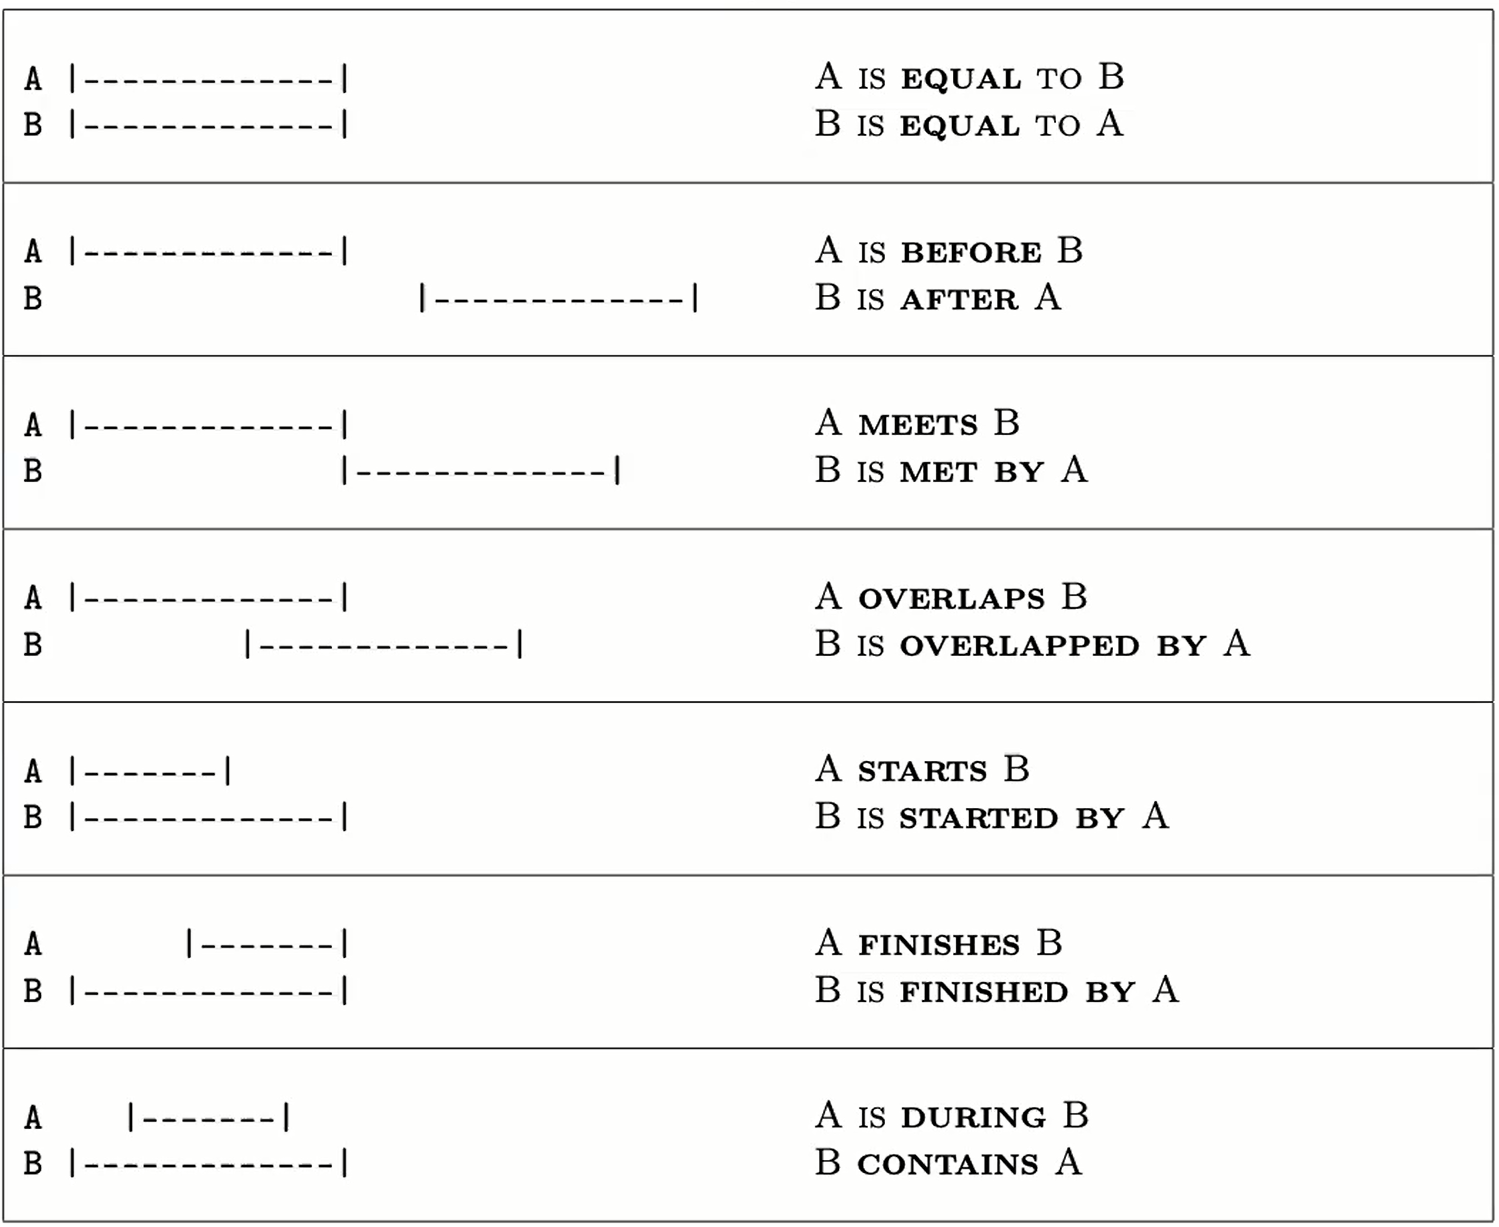 A |-------------| A IS EQUAL TO B
B |-------------| B IS EQUAL TO A
A |-------------| A IS BEFORE B
B                   |-------------| B IS AFTER A
A |-------------| A MEETS B
B               |-------------| B IS MET BY A
A |-------------| A OVERLAPS B
B          |-------------| B IS OVERLAPPED BY A
A |-------| A STARTS B
B |-------------| B IS STARTED BY A
A       |-------| A FINISHES B
B |-------------| B IS FINISHED BY A
A    |-------| A IS DURING B
B |-------------| B CONTAINS A